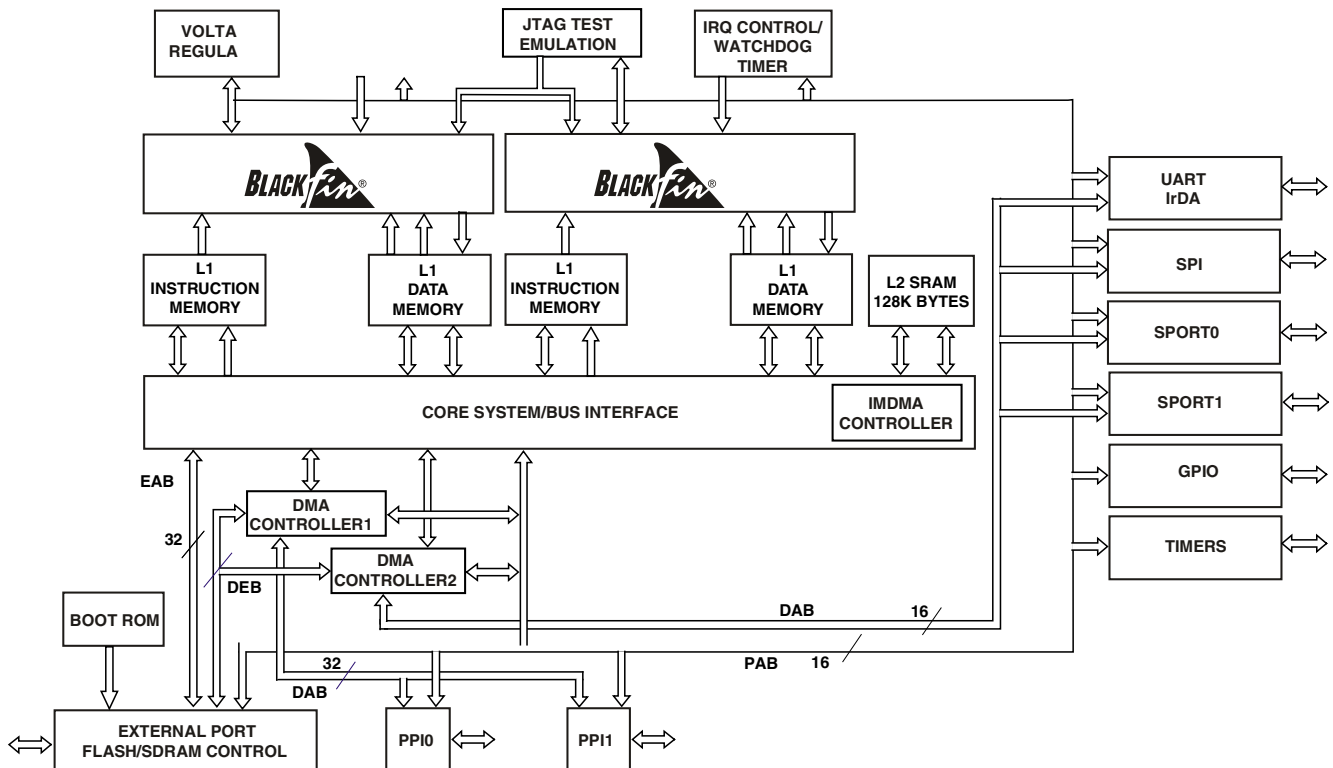 VOLTA
REGULA
JTAG TEST
EMULATION
IRQ CONTROL/
WATCHDOG
TIMER
BLACKfin®
BLACKfin®
UART
IrDA
SPI
SPORT0
SPORT1
GPIO
TIMERS
L1
INSTRUCTION
MEMORY
L1
DATA
MEMORY
L1
INSTRUCTION
MEMORY
L1
DATA
MEMORY
L2 SRAM
128K BYTES
CORE SYSTEM/BUS INTERFACE
IMDMA
CONTROLLER
EAB
32
DMA
CONTROLLER1
DEB
DMA
CONTROLLER2
BOOT ROM
DAB
16
PAB
16
32
DAB
EXTERNAL PORT
FLASH/SDRAM CONTROL
PPI0
PPI1